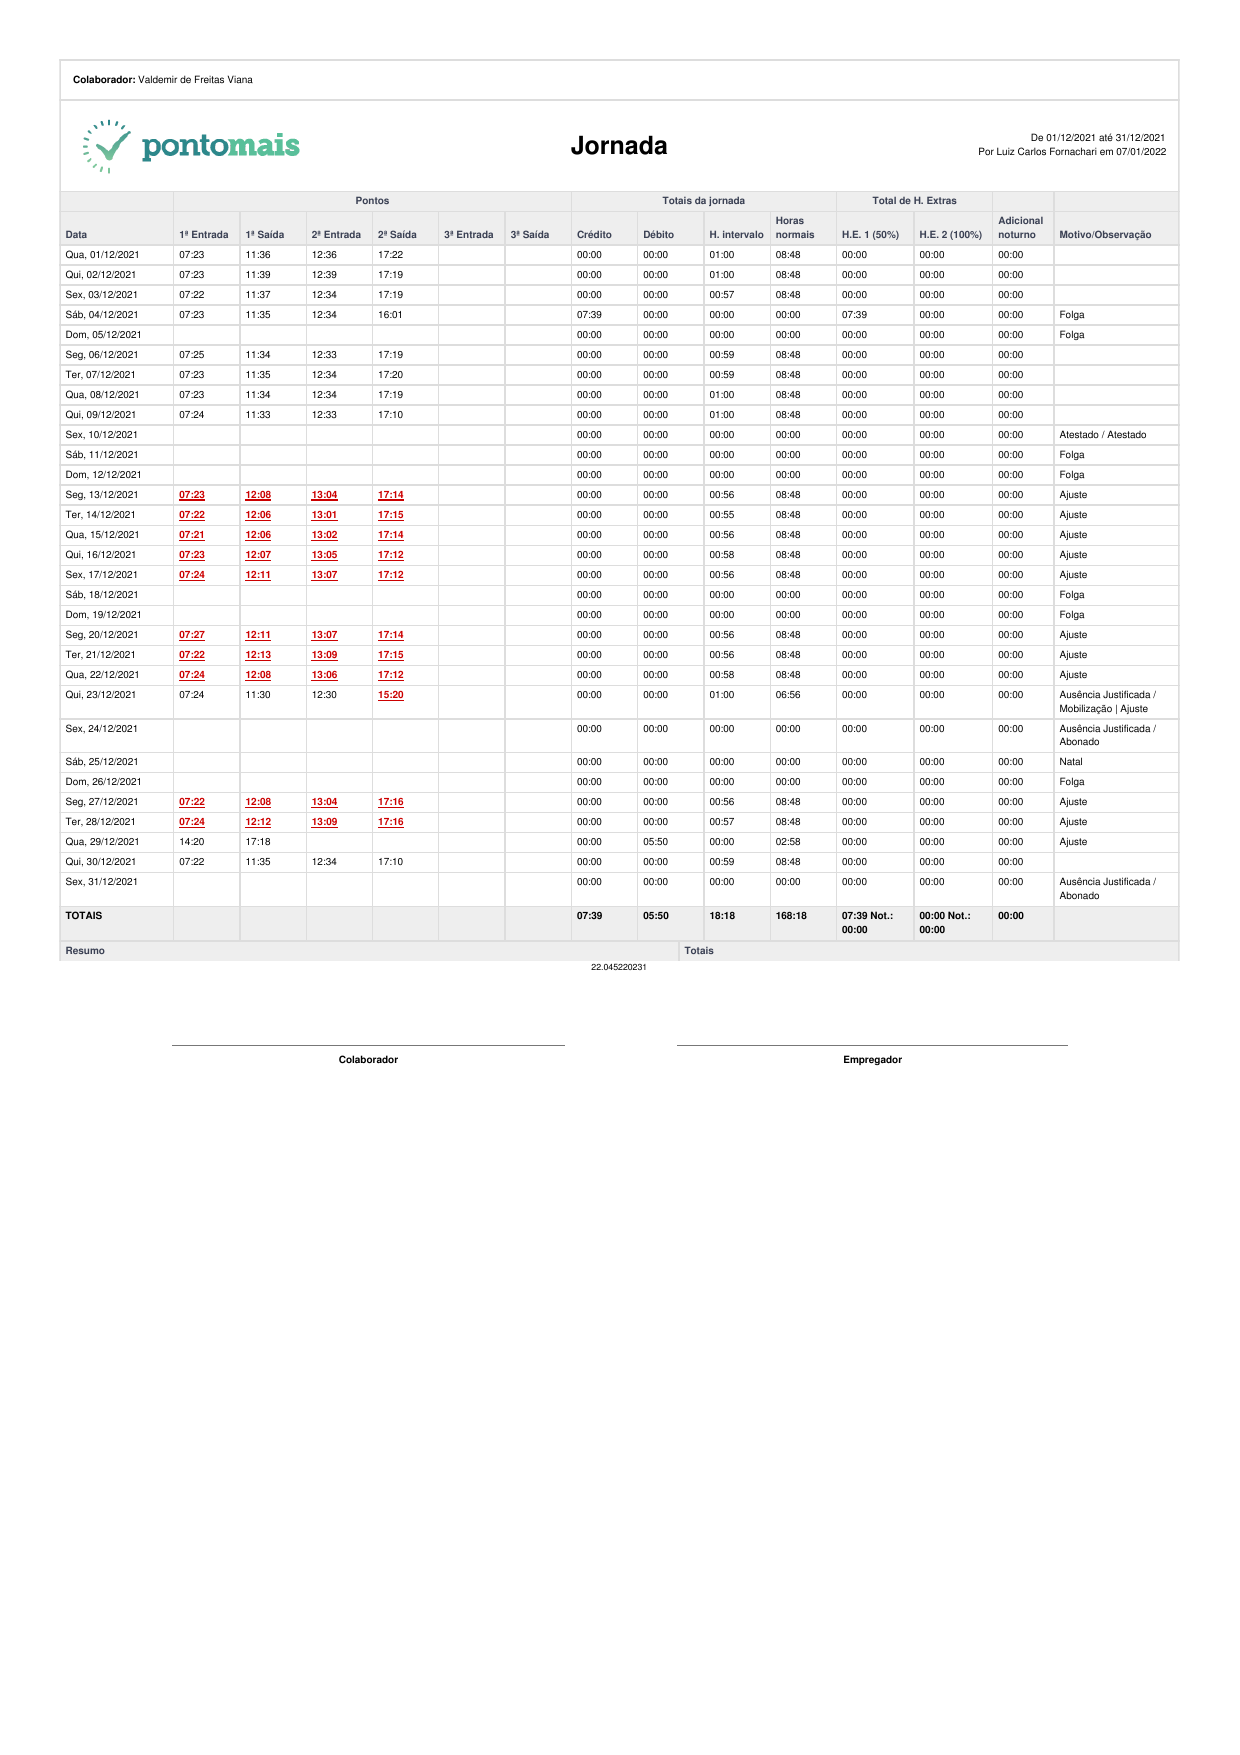 Colaborador: Valdemir de Freitas Viana
pontomais
Jornada
De 01/12/2021 até 31/12/2021
Por Luiz Carlos Fornachari em 07/01/2022
Pontos Totais da jornada Total de H. Extras
Data 1ª Entrada 1ª Saída 2ª Entrada 2ª Saída 3ª Entrada 3ª Saída Crédito Débito H. intervalo Horas normais H.E. 1 (50%) H.E. 2 (100%) Adicional noturno Motivo/Observação
Qua, 01/12/2021 07:23 11:36 12:36 17:22 00:00 00:00 01:00 08:48 00:00 00:00 00:00
Qui, 02/12/2021 07:23 11:39 12:39 17:19 00:00 00:00 01:00 08:48 00:00 00:00 00:00
Sex, 03/12/2021 07:22 11:37 12:34 17:19 00:00 00:00 00:57 08:48 00:00 00:00 00:00
Sáb, 04/12/2021 07:23 11:35 12:34 16:01 07:39 00:00 00:00 00:00 07:39 00:00 00:00 Folga
Dom, 05/12/2021 00:00 00:00 00:00 00:00 00:00 00:00 00:00 Folga
Seg, 06/12/2021 07:25 11:34 12:33 17:19 00:00 00:00 00:59 08:48 00:00 00:00 00:00
Ter, 07/12/2021 07:23 11:35 12:34 17:20 00:00 00:00 00:59 08:48 00:00 00:00 00:00
Qua, 08/12/2021 07:23 11:34 12:34 17:19 00:00 00:00 01:00 08:48 00:00 00:00 00:00
Qui, 09/12/2021 07:24 11:33 12:33 17:10 00:00 00:00 01:00 08:48 00:00 00:00 00:00
Sex, 10/12/2021 00:00 00:00 00:00 00:00 00:00 00:00 00:00 Atestado / Atestado
Sáb, 11/12/2021 00:00 00:00 00:00 00:00 00:00 00:00 00:00 Folga
Dom, 12/12/2021 00:00 00:00 00:00 00:00 00:00 00:00 00:00 Folga
Seg, 13/12/2021 07:23 12:08 13:04 17:14 00:00 00:00 00:56 08:48 00:00 00:00 00:00 Ajuste
Ter, 14/12/2021 07:22 12:06 13:01 17:15 00:00 00:00 00:55 08:48 00:00 00:00 00:00 Ajuste
Qua, 15/12/2021 07:21 12:06 13:02 17:14 00:00 00:00 00:56 08:48 00:00 00:00 00:00 Ajuste
Qui, 16/12/2021 07:23 12:07 13:05 17:12 00:00 00:00 00:58 08:48 00:00 00:00 00:00 Ajuste
Sex, 17/12/2021 07:24 12:11 13:07 17:12 00:00 00:00 00:56 08:48 00:00 00:00 00:00 Ajuste
Sáb, 18/12/2021 00:00 00:00 00:00 00:00 00:00 00:00 00:00 Folga
Dom, 19/12/2021 00:00 00:00 00:00 00:00 00:00 00:00 00:00 Folga
Seg, 20/12/2021 07:27 12:11 13:07 17:14 00:00 00:00 00:56 08:48 00:00 00:00 00:00 Ajuste
Ter, 21/12/2021 07:22 12:13 13:09 17:15 00:00 00:00 00:56 08:48 00:00 00:00 00:00 Ajuste
Qua, 22/12/2021 07:24 12:08 13:06 17:12 00:00 00:00 00:58 08:48 00:00 00:00 00:00 Ajuste
Qui, 23/12/2021 07:24 11:30 12:30 15:20 00:00 00:00 01:00 06:56 00:00 00:00 00:00 Ausência Justificada /
Mobilização | Ajuste
Sex, 24/12/2021 00:00 00:00 00:00 00:00 00:00 00:00 00:00 Ausência Justificada /
Abonado
Sáb, 25/12/2021 00:00 00:00 00:00 00:00 00:00 00:00 00:00 Natal
Dom, 26/12/2021 00:00 00:00 00:00 00:00 00:00 00:00 00:00 Folga
Seg, 27/12/2021 07:22 12:08 13:04 17:16 00:00 00:00 00:56 08:48 00:00 00:00 00:00 Ajuste
Ter, 28/12/2021 07:24 12:12 13:09 17:16 00:00 00:00 00:57 08:48 00:00 00:00 00:00 Ajuste
Qua, 29/12/2021 14:20 17:18 00:00 05:50 00:00 02:58 00:00 00:00 00:00 Ajuste
Qui, 30/12/2021 07:22 11:35 12:34 17:10 00:00 00:00 00:59 08:48 00:00 00:00 00:00
Sex, 31/12/2021 00:00 00:00 00:00 00:00 00:00 00:00 00:00 Ausência Justificada /
Abonado
TOTAIS 07:39 05:50 18:18 168:18 07:39 Not.: 00:00 Not.: 00:00
00:00 00:00
Resumo Totais
22.045220231
Colaborador Empregador